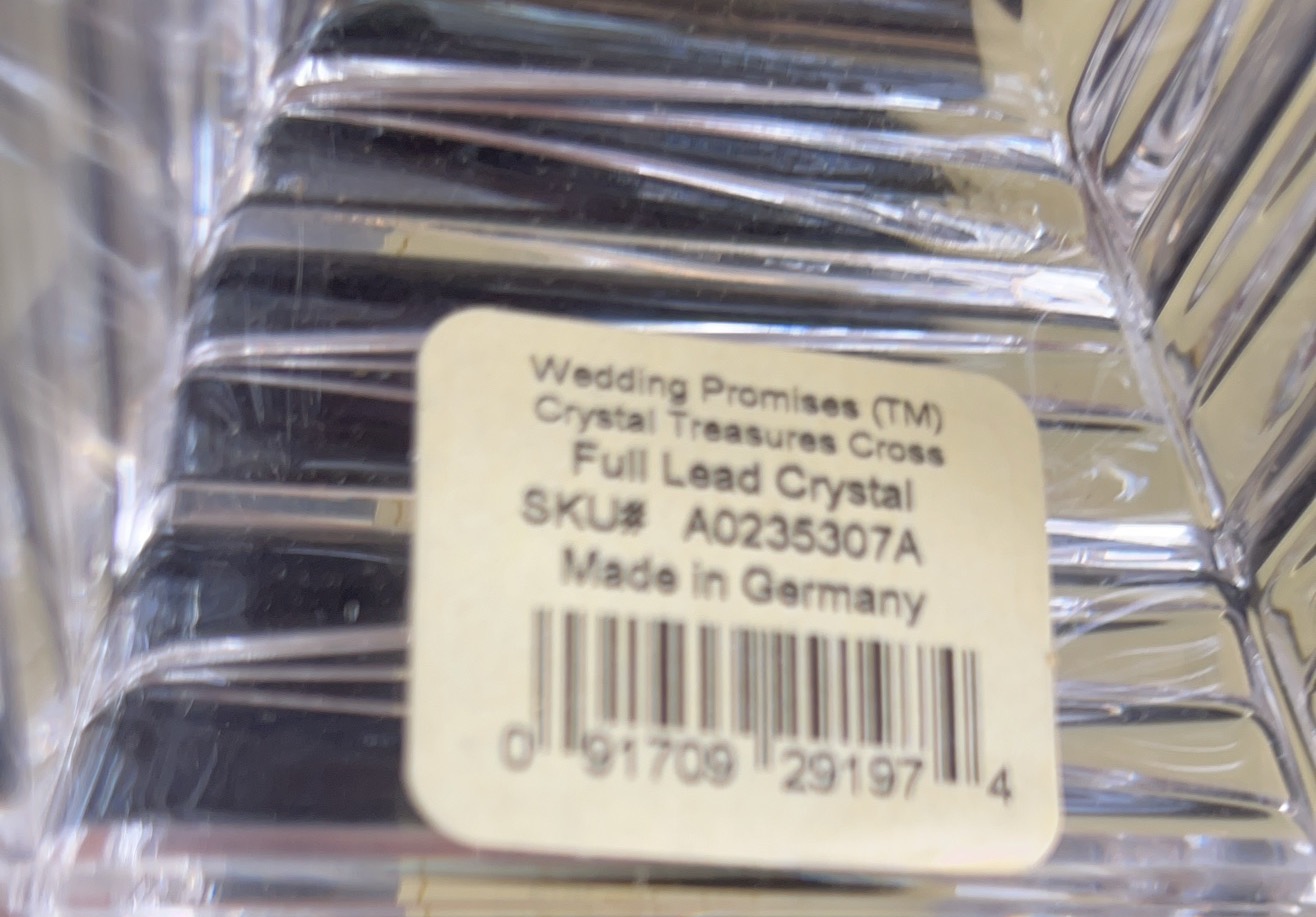 Wedding Promises (TM)
Crystal Treasures Cross
Full Lead Crystal
SKU# A0235307A
Made in Germany
0 91709 29197 4